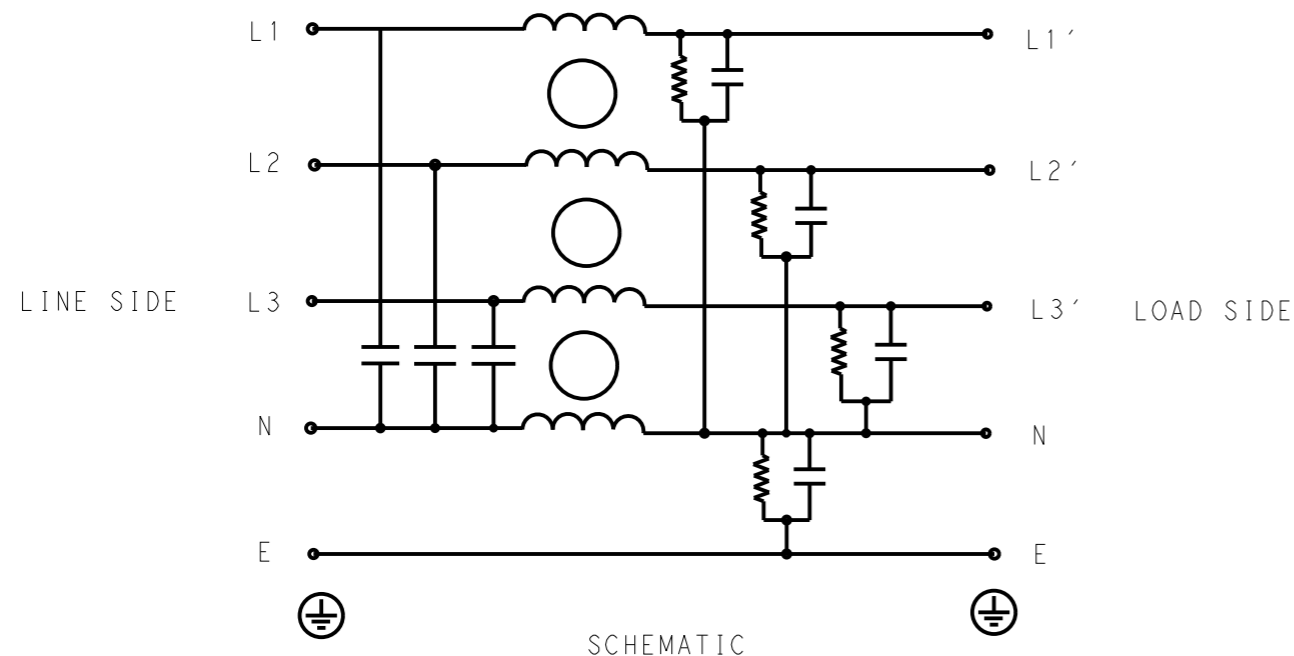 L1 L1´
L2 L2´
LINE SIDE L3 L3´ LOAD SIDE
N N
E E
SCHEMATIC